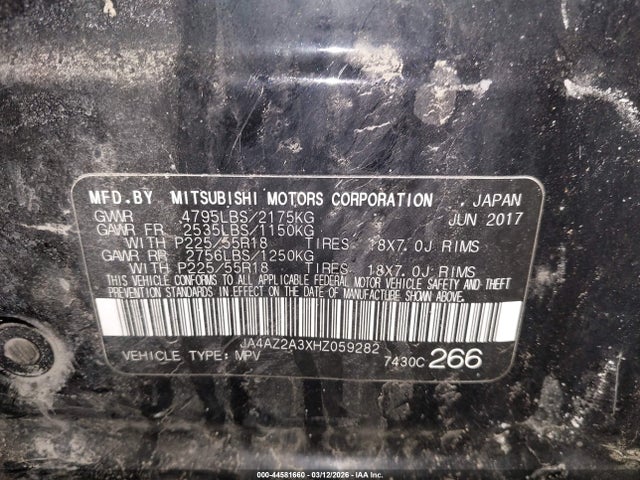 MFD.BY MITSUBISHI MOTORS CORPORATION , JAPAN
GVWR 4795LBS/2175KG JUN 2017
GAWR FR 2535LBS/1150KG
WITH P225/55R18 TIRES 18X7.0J RIMS
GAWR RR 2756LBS/1250KG
WITH P225/55R18 TIRES 18X7.0J RIMS
THIS VEHICLE CONFORMS TO ALL APPLICABLE FEDERAL MOTOR VEHICLE SAFETY AND THEFT
PREVENTION STANDARDS IN EFFECT ON THE DATE OF MANUFACTURE SHOWN ABOVE.
JA4AZ2A3XHZ059282
VEHICLE TYPE: MPV 7430C 266
000-44581660 - 03/12/2026 - IAA Inc.